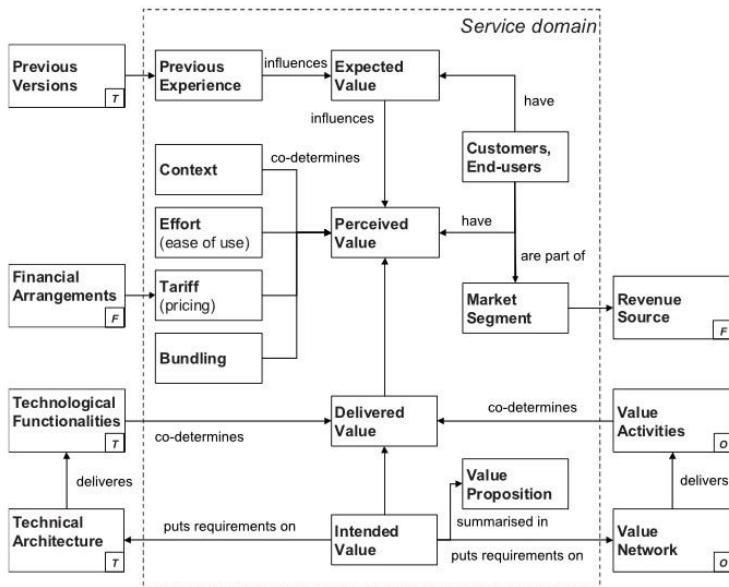 Service domain
Previous
Versions
T
Previous
Experience
influences
Expected
Value
have
influences
Customers,
End-users
Context
co-determines
Effort
(ease of use)
Perceived
Value
have
are part of
Financial
Arrangements
F
Tariff
(pricing)
Market
Segment
Revenue
Source
F
Bundling
Technological
Functionalities
T
co-determines
Delivered
Value
co-determines
Value
Activities
O
deliveres
Value
Proposition
delivers
Technical
Architecture
T
puts requirements on
Intended
Value
summarised in
puts requirements on
Value
Network
O